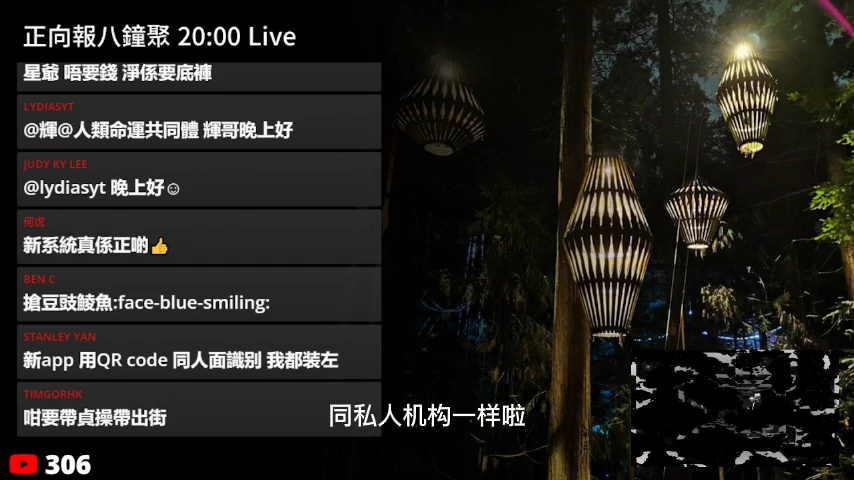 正向報八鐘聚 20:00 Live
星爺 唔要錢 淨係要底褲
LYDIASYT
@輝@人類命運共同體 輝哥晚上好
JUDY KY LEE
@lydiasyt 晚上好☺
何虎
新系統真係正啲👍
BEN C
搶豆豉鯪魚:face-blue-smiling:
STANLEY YAN
新app 用QR code 同人面識别 我都装左
TIMGORHK
咁要帶貞操帶出街
同私人机构一样啦
306